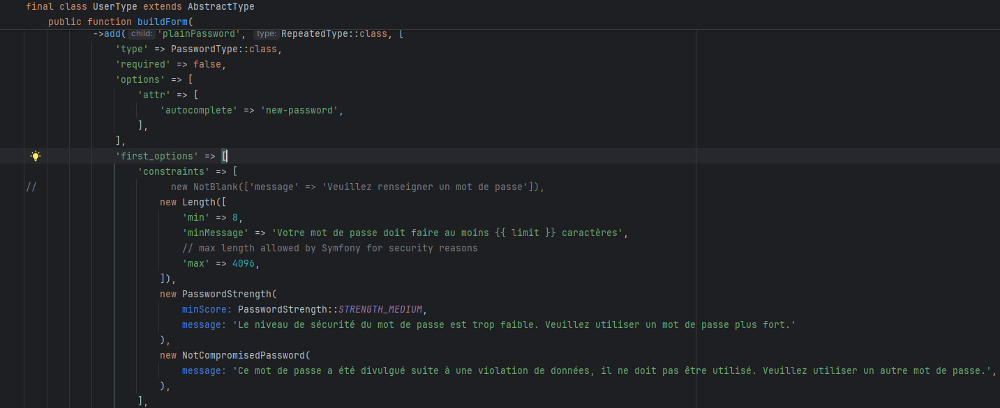 final class UserType extends AbstractType
    public function buildForm(
            ->add( child: 'plainPassword',  type: RepeatedType::class, [
                'type' => PasswordType::class,
                'required' => false,
                'options' => [
                    'attr' => [
                        'autocomplete' => 'new-password',
                    ],
                ],
                'first_options' => [
                    'constraints' => [
//                        new NotBlank(['message' => 'Veuillez renseigner un mot de passe']),
                        new Length([
                            'min' => 8,
                            'minMessage' => 'Votre mot de passe doit faire au moins {{ limit }} caractères',
                            // max length allowed by Symfony for security reasons
                            'max' => 4096,
                        ]),
                        new PasswordStrength(
                            minScore: PasswordStrength::STRENGTH_MEDIUM,
                            message: 'Le niveau de sécurité du mot de passe est trop faible. Veuillez utiliser un mot de passe plus fort.'
                        ),
                        new NotCompromisedPassword(
                            message: 'Ce mot de passe a été divulgué suite à une violation de données, il ne doit pas être utilisé. Veuillez utiliser un autre mot de passe.',
                        ),
                    ],